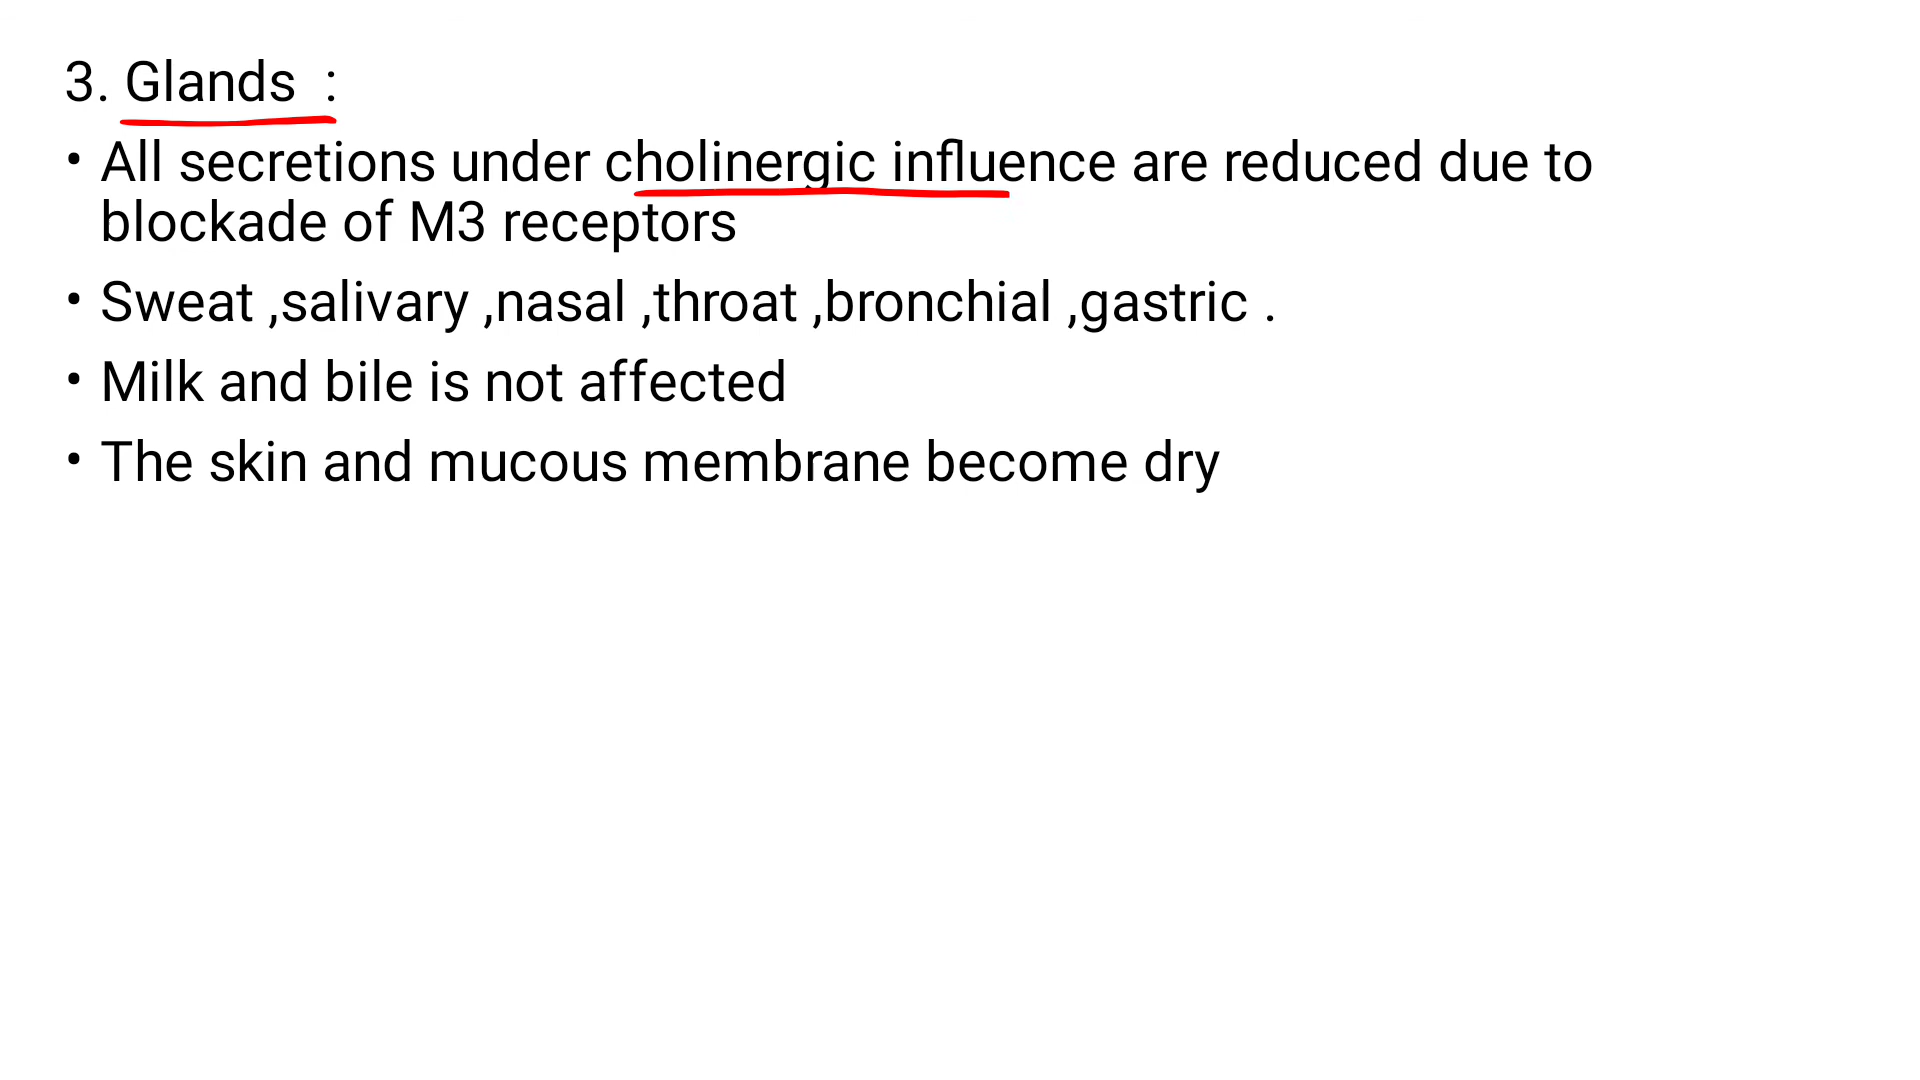 3. Glands  :
• All secretions under cholinergic influence are reduced due to
blockade of M3 receptors
• Sweat ,salivary ,nasal ,throat ,bronchial ,gastric .
• Milk and bile is not affected
• The skin and mucous membrane become dry